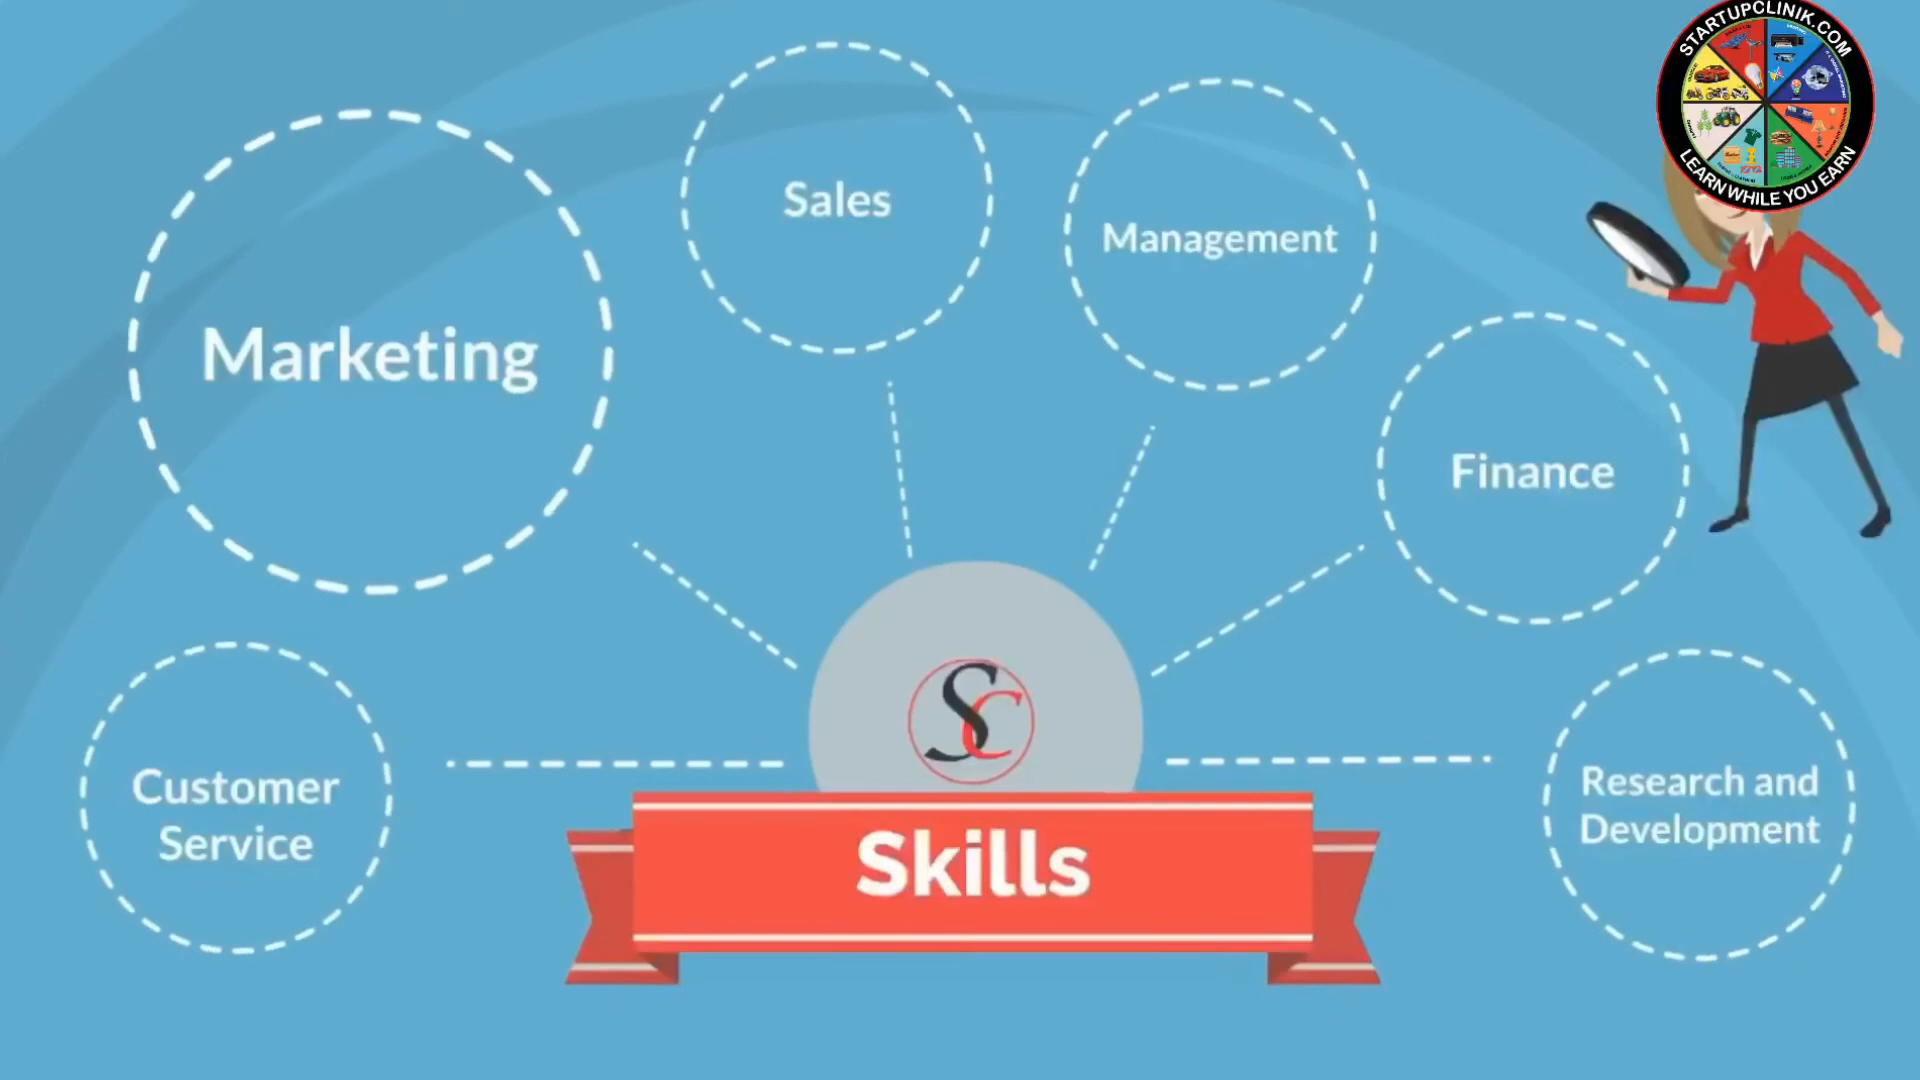 STARTUPCLINIK.COM
LEARN WHILE YOU EARN
Sales
Management
Marketing
Finance
Customer
Service
Research and
Development
SC
Skills